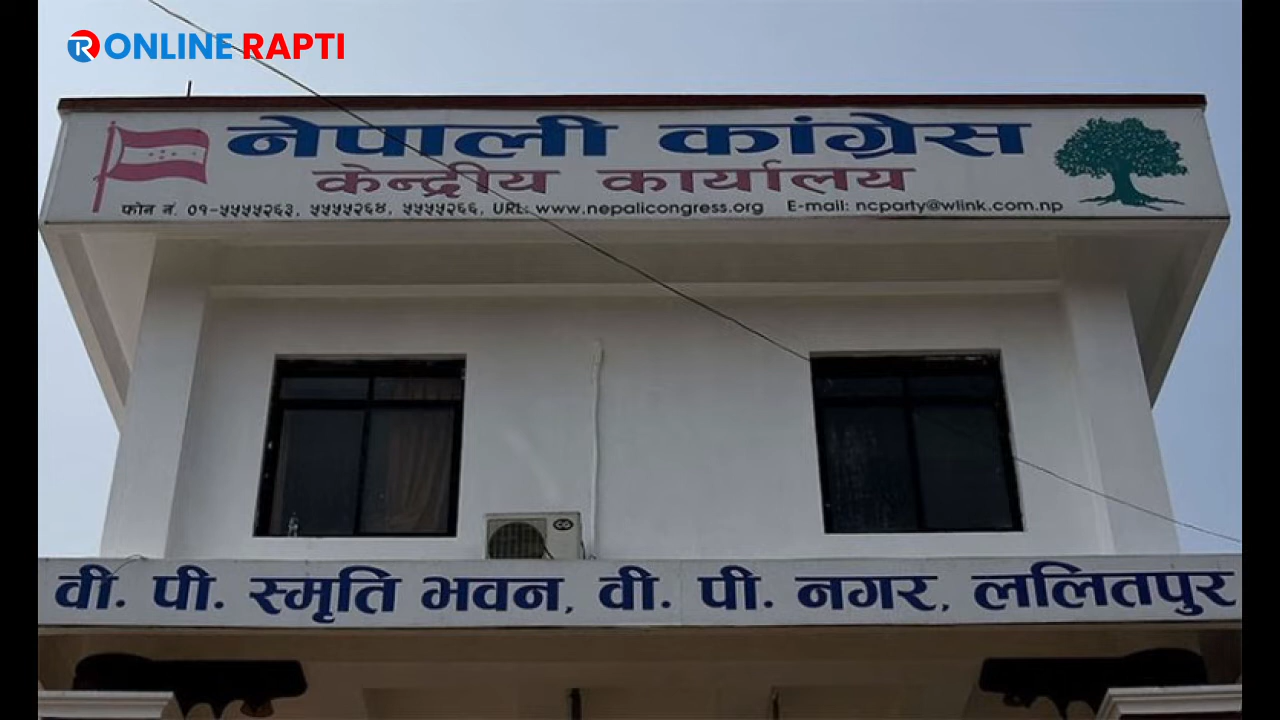 ONLINE RAPTI
नेपाली कांग्रेस
केन्द्रीय कार्यालय
फोन नं. ०१-५५५५२६३, ५५५५२६४, ५५५५२६६, URL: www.nepalicongress.org E-mail: ncparty@wlink.com.np
CG
वी. पी. स्मृति भवन, वी. पी. नगर, ललितपुर